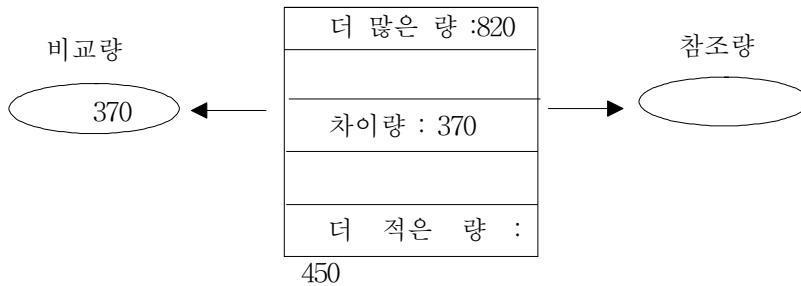 더 많은 량 :820
비교량
참조량
370
차이량 : 370
더 적은 량 :
450